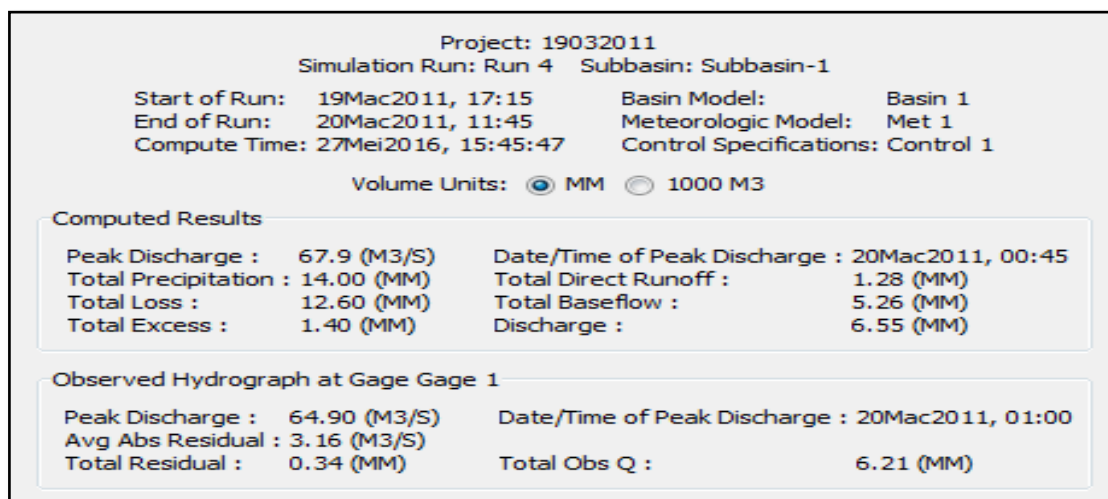 Project: 19032011
Simulation Run: Run 4 Subbasin: Subbasin-1
Start of Run: 19Mac2011, 17:15 Basin Model: Basin 1
End of Run: 20Mac2011, 11:45 Meteorologic Model: Met 1
Compute Time: 27Mei2016, 15:45:47 Control Specifications: Control 1
Volume Units: MM 1000 M3
Computed Results
Peak Discharge : 67.9 (M3/S) Date/Time of Peak Discharge : 20Mac2011, 00:45
Total Precipitation : 14.00 (MM) Total Direct Runoff : 1.28 (MM)
Total Loss : 12.60 (MM) Total Baseflow : 5.26 (MM)
Total Excess : 1.40 (MM) Discharge : 6.55 (MM)
Observed Hydrograph at Gage Gage 1
Peak Discharge : 64.90 (M3/S) Date/Time of Peak Discharge : 20Mac2011, 01:00
Avg Abs Residual : 3.16 (M3/S)
Total Residual : 0.34 (MM) Total Obs Q : 6.21 (MM)